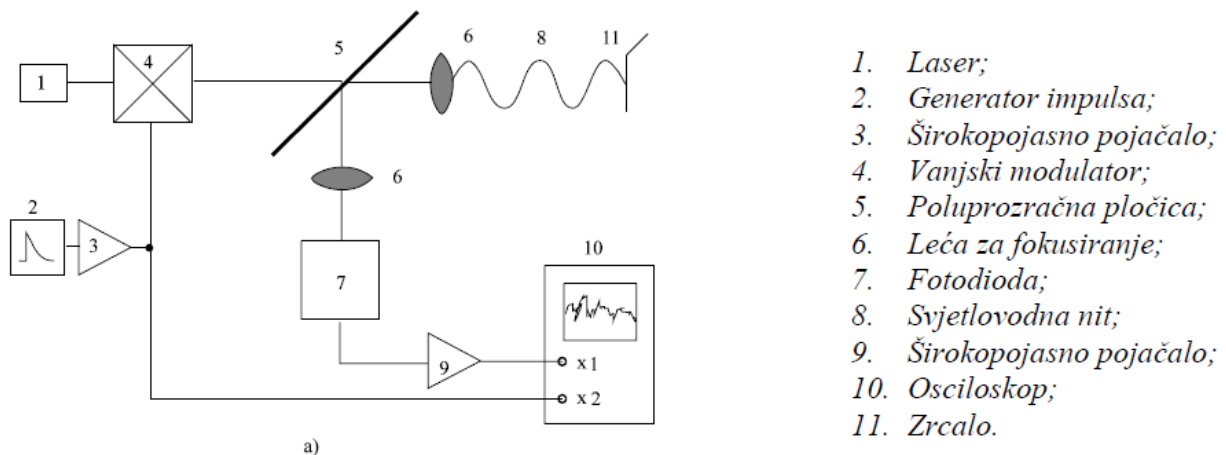 6
8
11
5
4
1
6
2
3
10
7
9
x1
x2
a)
1. Laser;
2. Generator impulsa;
3. Širokopojasno pojačalo;
4. Vanjski modulator;
5. Poluprozračna pločica;
6. Leća za fokusiranje;
7. Fotodioda;
8. Svjetlovodna nit;
9. Širokopojasno pojačalo;
10. Osciloskop;
11. Zrcalo.